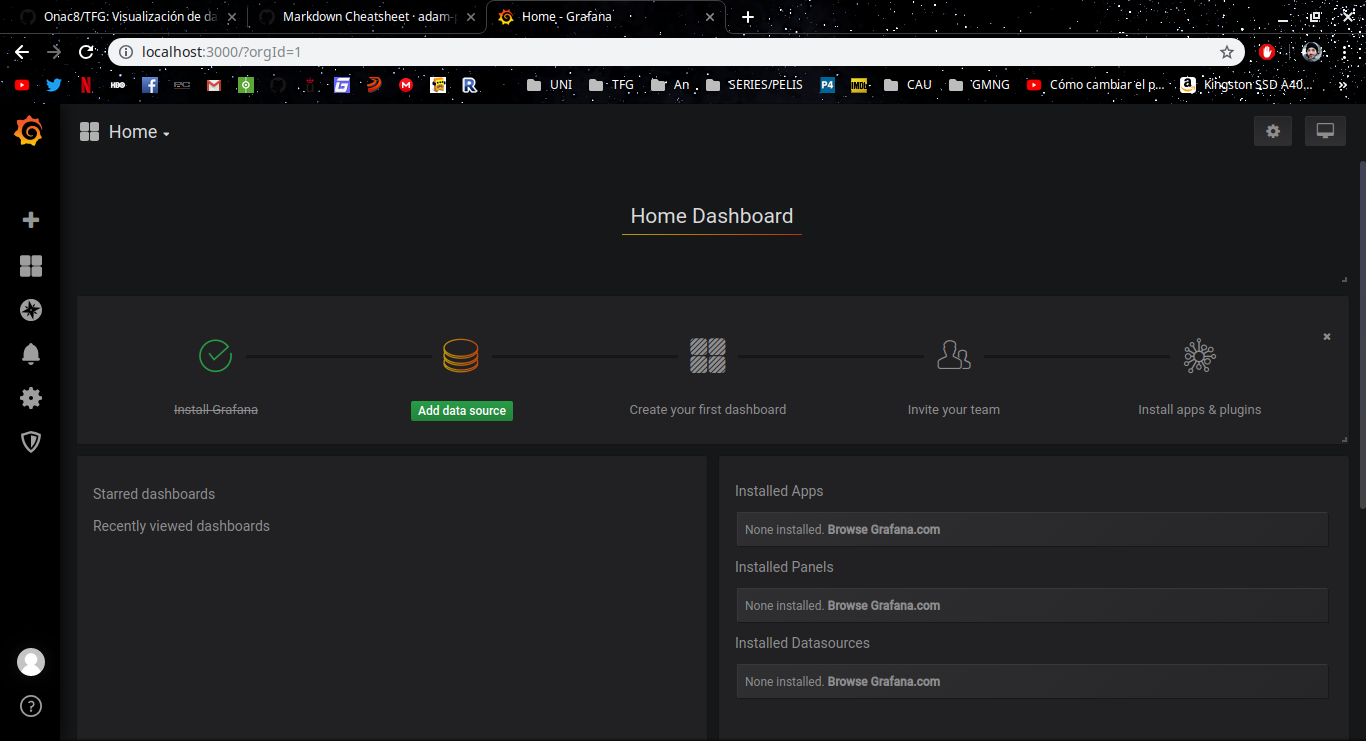 Onac8/TFG: Visualización de da
Markdown Cheatsheet · adam-p
Home - Grafana
localhost:3000/?orgId=1
HBO
UNI
TFG
An
SERIES/PELIS
P4
IMDb
CAU
GMNG
Cómo cambiar el p...
Kingston SSD A40...
»
Home
Home Dashboard
Install Grafana
Add data source
Create your first dashboard
Invite your team
Install apps & plugins
Starred dashboards
Recently viewed dashboards
Installed Apps
None installed. Browse Grafana.com
Installed Panels
None installed. Browse Grafana.com
Installed Datasources
None installed. Browse Grafana.com